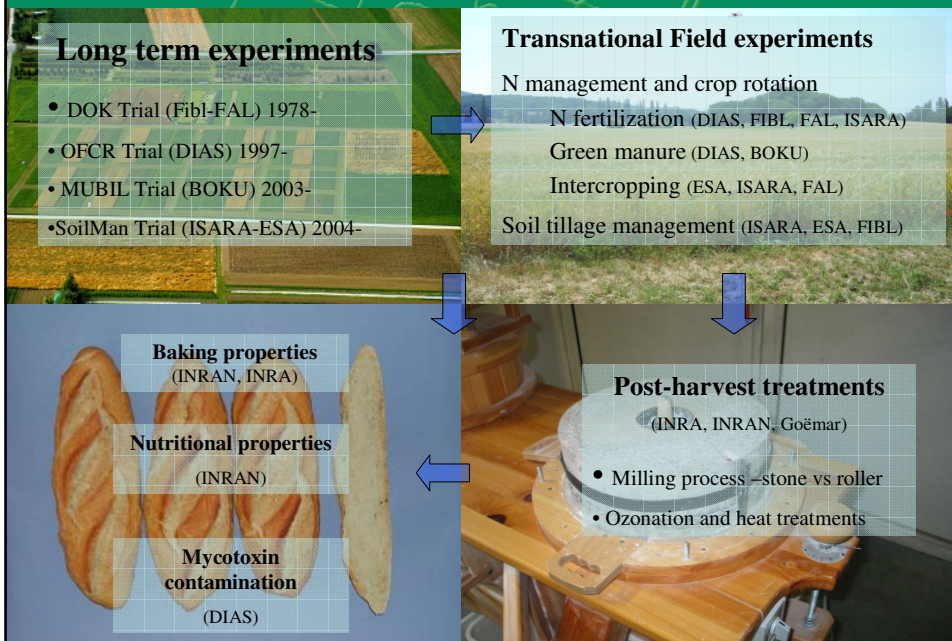 Long term experiments
• DOK Trial (Fibl-FAL) 1978-
• OFCR Trial (DIAS) 1997-
• MUBIL Trial (BOKU) 2003-
•SoilMan Trial (ISARA-ESA) 2004-
Transnational Field experiments
N management and crop rotation
N fertilization (DIAS, FIBL, FAL, ISARA)
Green manure (DIAS, BOKU)
Intercropping (ESA, ISARA, FAL)
Soil tillage management (ISARA, ESA, FIBL)
Baking properties
(INRAN, INRA)
Nutritional properties
(INRAN)
Mycotoxin
contamination
(DIAS)
Post-harvest treatments
(INRA, INRAN, Goëmar)
• Milling process –stone vs roller
• Ozonation and heat treatments